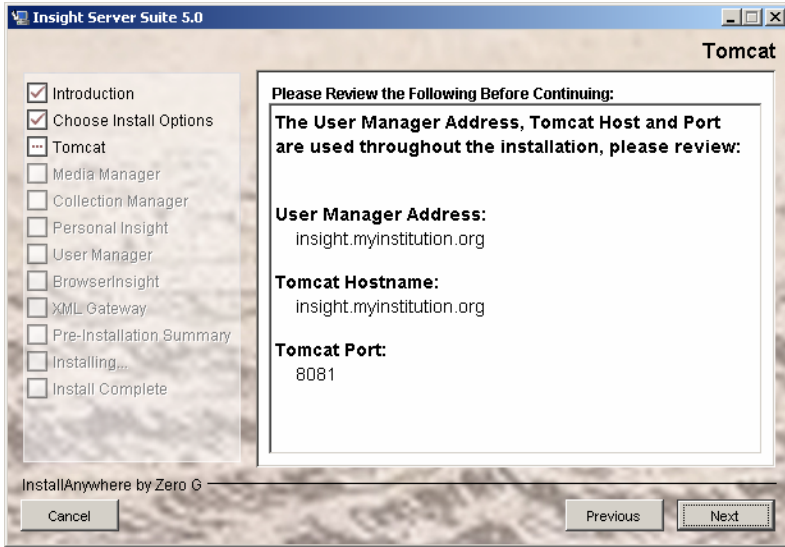 Insight Server Suite 5.0
Tomcat
Introduction
Choose Install Options
Tomcat
Media Manager
Collection Manager
Personal Insight
User Manager
BrowserInsight
XML Gateway
Pre-Installation Summary
Installing...
Install Complete
Please Review the Following Before Continuing:
The User Manager Address, Tomcat Host and Port
are used throughout the installation, please review:
User Manager Address:
insight.myinstitution.org
Tomcat Hostname:
insight.myinstitution.org
Tomcat Port:
8081
InstallAnywhere by Zero G
Cancel
Previous
Next